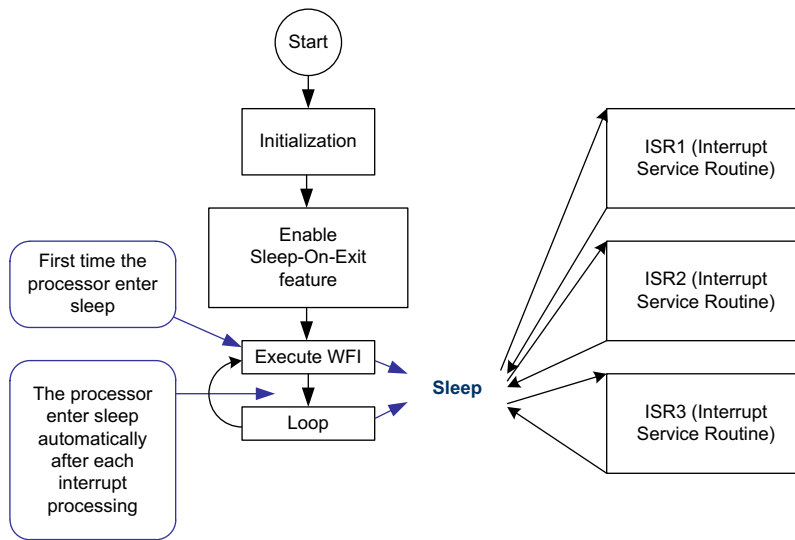 Start
Initialization
Enable
Sleep-On-Exit
feature
First time the
processor enter
sleep
Execute WFI
The processor
enter sleep
automatically
after each
interrupt
processing
Loop
Sleep
ISR1 (Interrupt
Service Routine)
ISR2 (Interrupt
Service Routine)
ISR3 (Interrupt
Service Routine)